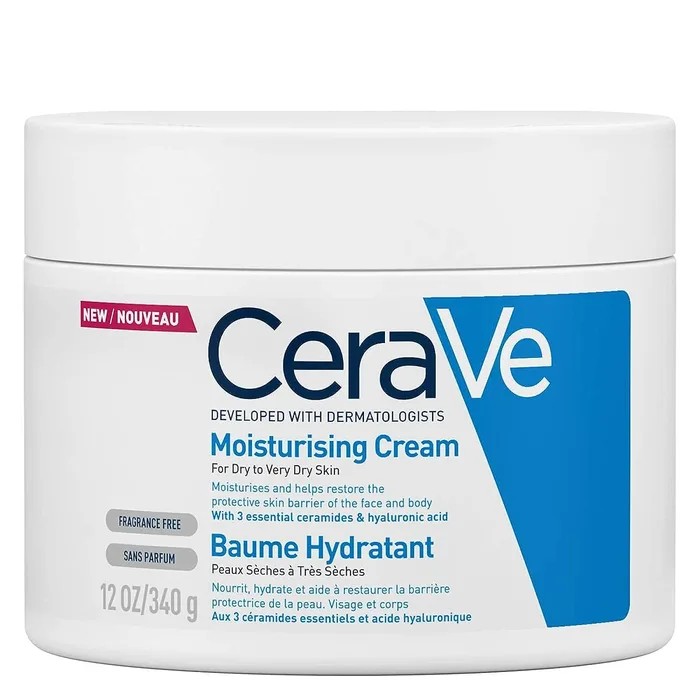 NEW / NOUVEAU
CeraVe
DEVELOPED WITH DERMATOLOGISTS
Moisturising Cream
For Dry to Very Dry Skin
Moisturises and helps restore the
protective skin barrier of the face and body
With 3 essential ceramides & hyaluronic acid
FRAGRANCE FREE
SANS PARFUM
12 OZ/340 g
Baume Hydratant
Peaux Sèches à Très Sèches
Nourrit, hydrate et aide à restaurer la barrière
protectrice de la peau. Visage et corps
Aux 3 céramides essentiels et acide hyaluronique